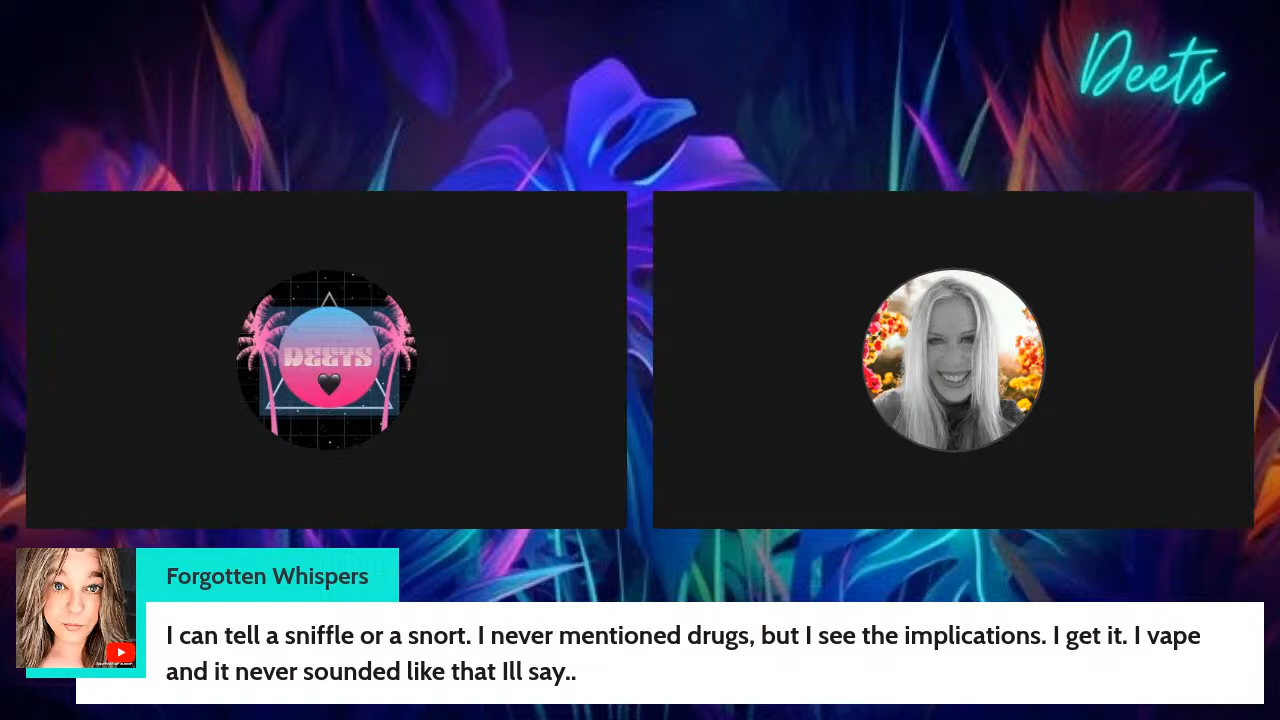 Deets
DEETS
Forgotten Whispers
I can tell a sniffle or a snort. I never mentioned drugs, but I see the implications. I get it. I vape
and it never sounded like that Ill say..